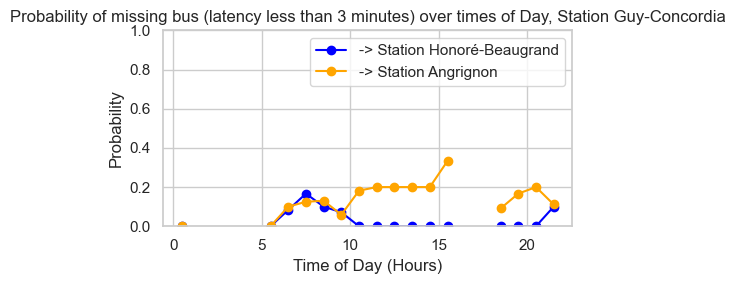 Probability of missing bus (latency less than 3 minutes) over times of Day, Station Guy-Concordia
-> Station Honoré-Beaugrand
-> Station Angrignon
Probability
1.0
0.8
0.6
0.4
0.2
0.0
0
5
10
15
20
Time of Day (Hours)